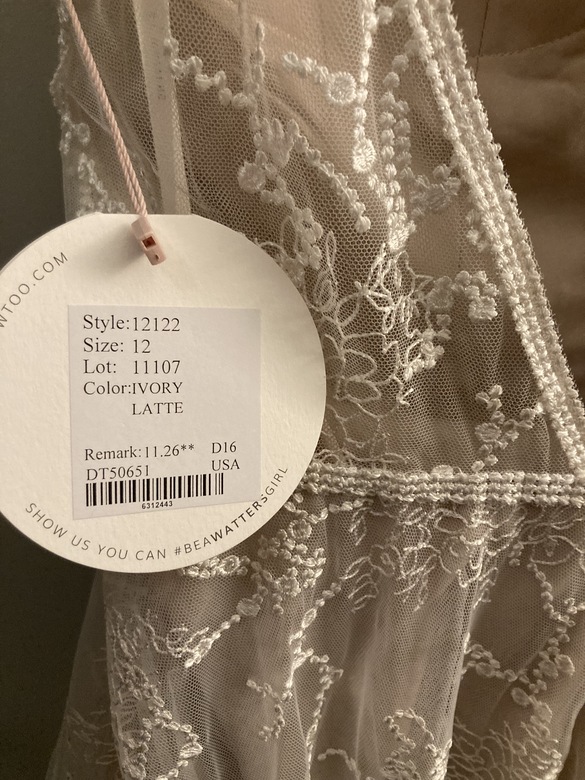 WTOO.COM
Style:12122
Size: 12
Lot: 11107
Color:IVORY
LATTE
Remark:11.26** D16
DT50651 USA
6312443
SHOW US YOU CAN #BEAWATTERSGIRL